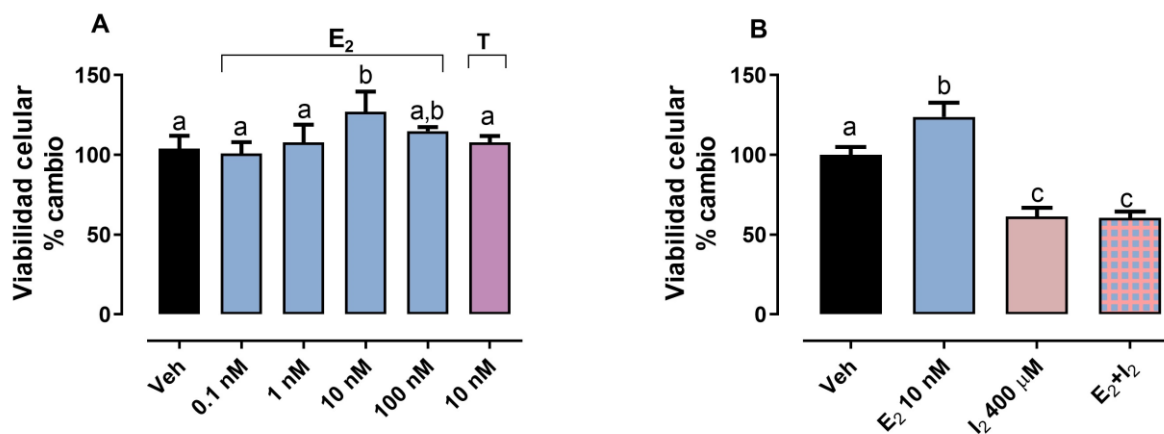 A
E₂
T
Viabilidad celular
% cambio
150
100
50
0
a
a
a
b
a,b
a
Veh
0.1 nM
1 nM
10 nM
100 nM
10 nM
B
Viabilidad celular
% cambio
150
100
50
0
a
b
c
c
Veh
E₂ 10 nM
I₂ 400 μM
E₂+I₂